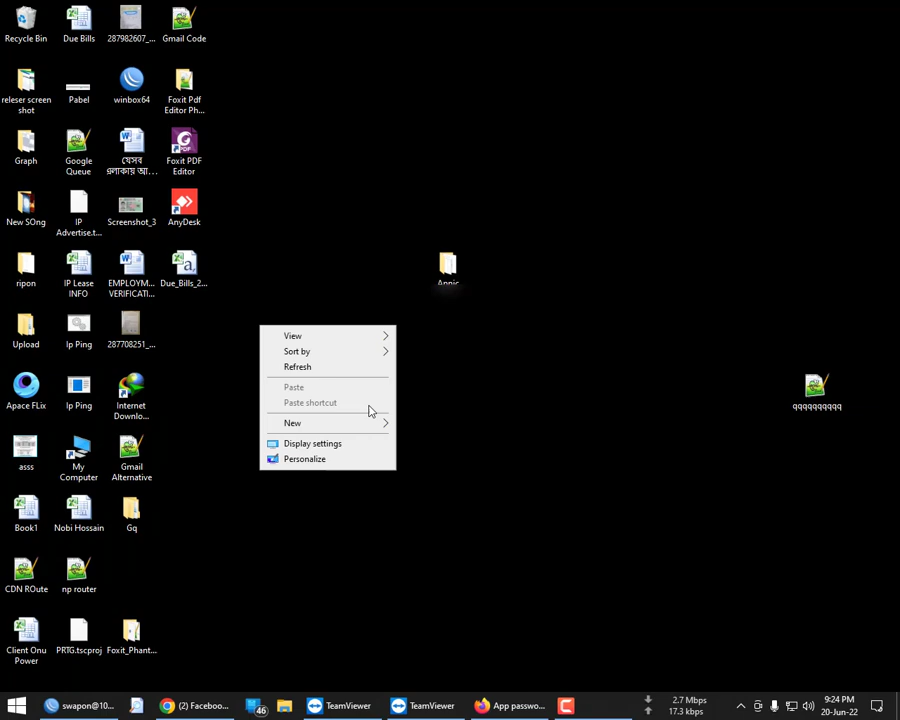 Recycle Bin
Due Bills
287982607_...
Gmail Code
releser screen
shot
Pabel
winbox64
Foxit Pdf
Editor Ph...
Graph
Google
Queue
যেসব
এলাকায় আ...
Foxit PDF
Editor
New SOng
IP
Advertise.t...
Screenshot_3
AnyDesk
ripon
IP Lease
INFO
EMPLOYM...
VERIFICATI...
Due_Bills_2...
Upload
Ip Ping
287708251_...
Apace FLix
Ip Ping
Internet
Downlo...
asss
My
Computer
Gmail
Alternative
Book1
Nobi Hossain
Gq
CDN ROute
np router
Client Onu
Power
PRTG.tscproj
Foxit_Phant...
qqqqqqqqqq
View
Sort by
Refresh
Paste
Paste shortcut
New
Display settings
Personalize
swapon@10...
(2) Faceboo...
46
TeamViewer
TeamViewer
App passwo...
2.7 Mbps
17.3 kbps
9:24 PM
20-Jun-22